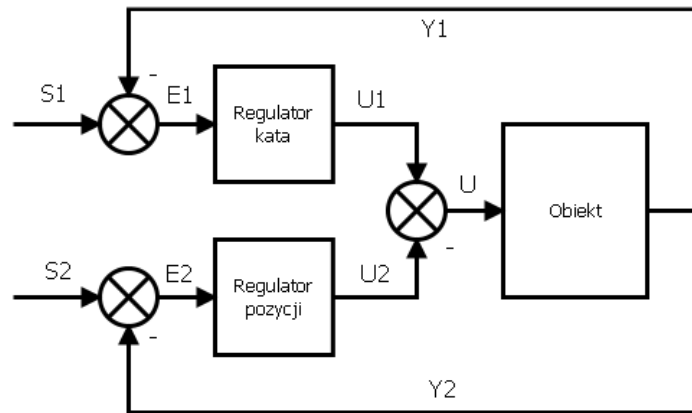 Y1
-
S1
E1
Regulator
kata
U1
U
Obiekt
-
S2
E2
Regulator
pozycji
U2
-
Y2